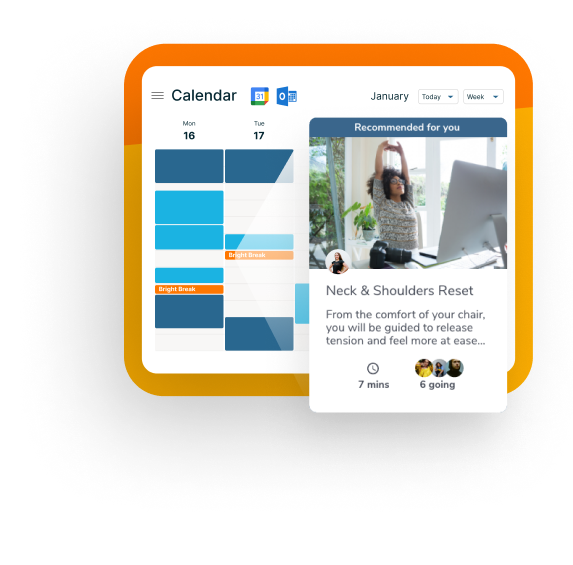 Calendar
31
January
Today
Week
Mon
16
Tue
17
Bright Break
Bright Break
Recommended for you
Neck & Shoulders Reset
From the comfort of your chair,
you will be guided to release
tension and feel more at ease...
7 mins
6 going